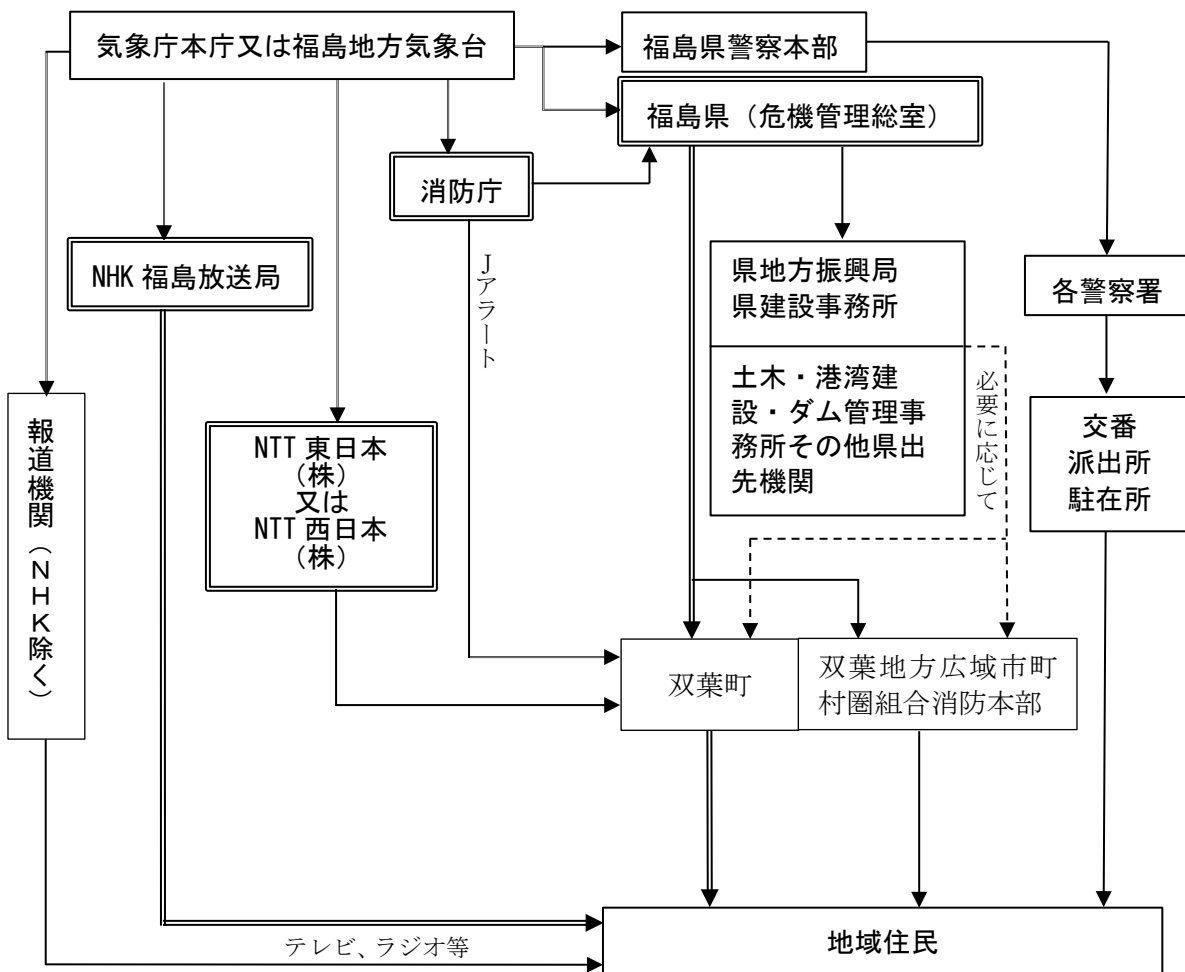 気象庁本庁又は福島地方気象台
福島県警察本部
福島県（危機管理総室）
消防庁
NHK 福島放送局
Jアラート
県地方振興局
県建設事務所
各警察署
土木・港湾建
設・ダム管理事
務所その他県出
先機関
必要に応じて
報道機関（NHK除く）
NTT 東日本
（株）
又は
NTT 西日本
（株）
交番
派出所
駐在所
双葉町
双葉地方広域市町
村圏組合消防本部
地域住民
テレビ、ラジオ等